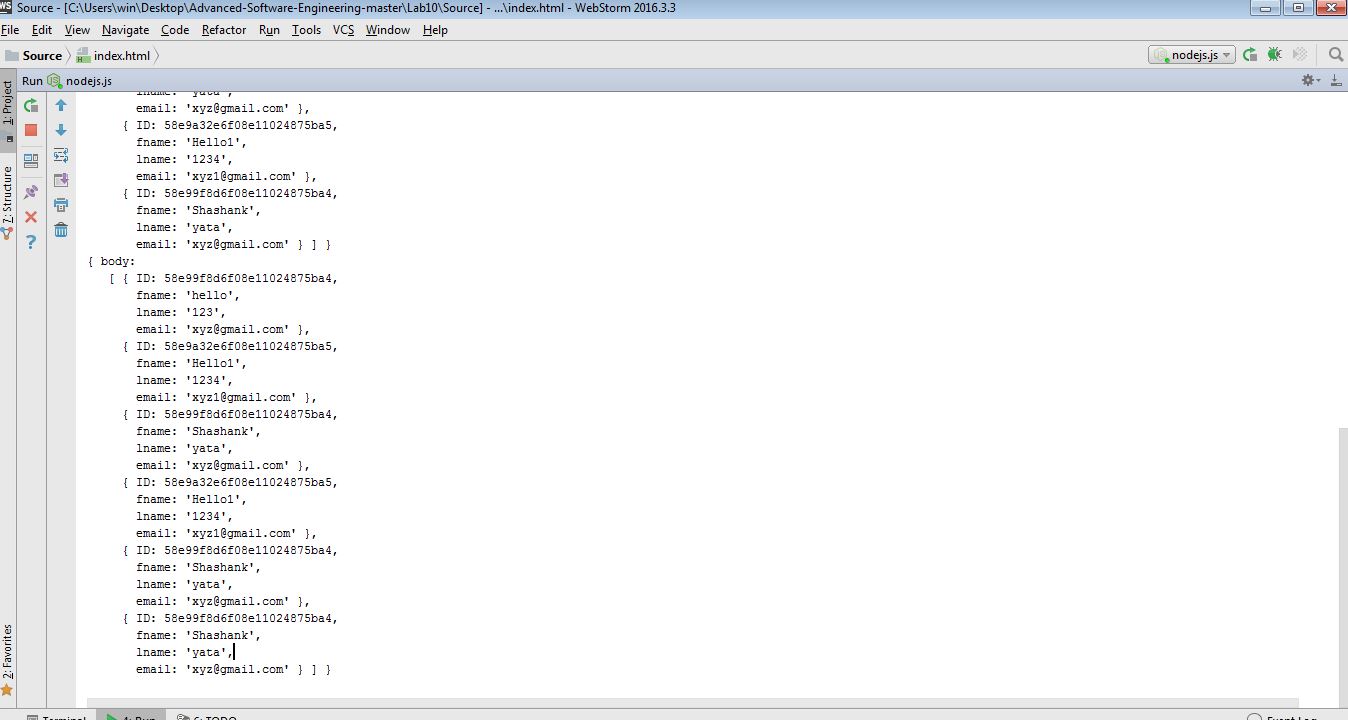 Source - [C:\Users\win\Desktop\Advanced-Software-Engineering-master\Lab10\Source] - ...\index.html - WebStorm 2016.3.3
File Edit View Navigate Code Refactor Run Tools VCS Window Help
Source index.html nodejs.js
Run nodejs.js
1: Project
7: Structure
2: Favorites
lname: 'yata',
email: 'xyz@gmail.com' },
{ ID: 58e9a32e6f08e11024875ba5,
fname: 'Hello1',
lname: '1234',
email: 'xyz1@gmail.com' },
{ ID: 58e99f8d6f08e11024875ba4,
fname: 'Shashank',
lname: 'yata',
email: 'xyz@gmail.com' } ] }
{ body:
[ { ID: 58e99f8d6f08e11024875ba4,
fname: 'hello',
lname: '123',
email: 'xyz@gmail.com' },
{ ID: 58e9a32e6f08e11024875ba5,
fname: 'Hello1',
lname: '1234',
email: 'xyz1@gmail.com' },
{ ID: 58e99f8d6f08e11024875ba4,
fname: 'Shashank',
lname: 'yata',
email: 'xyz@gmail.com' },
{ ID: 58e9a32e6f08e11024875ba5,
fname: 'Hello1',
lname: '1234',
email: 'xyz1@gmail.com' },
{ ID: 58e99f8d6f08e11024875ba4,
fname: 'Shashank',
lname: 'yata',
email: 'xyz@gmail.com' },
{ ID: 58e99f8d6f08e11024875ba4,
fname: 'Shashank',
lname: 'yata',
email: 'xyz@gmail.com' } ] }
Terminal 4: Run 6: TODO Event Log